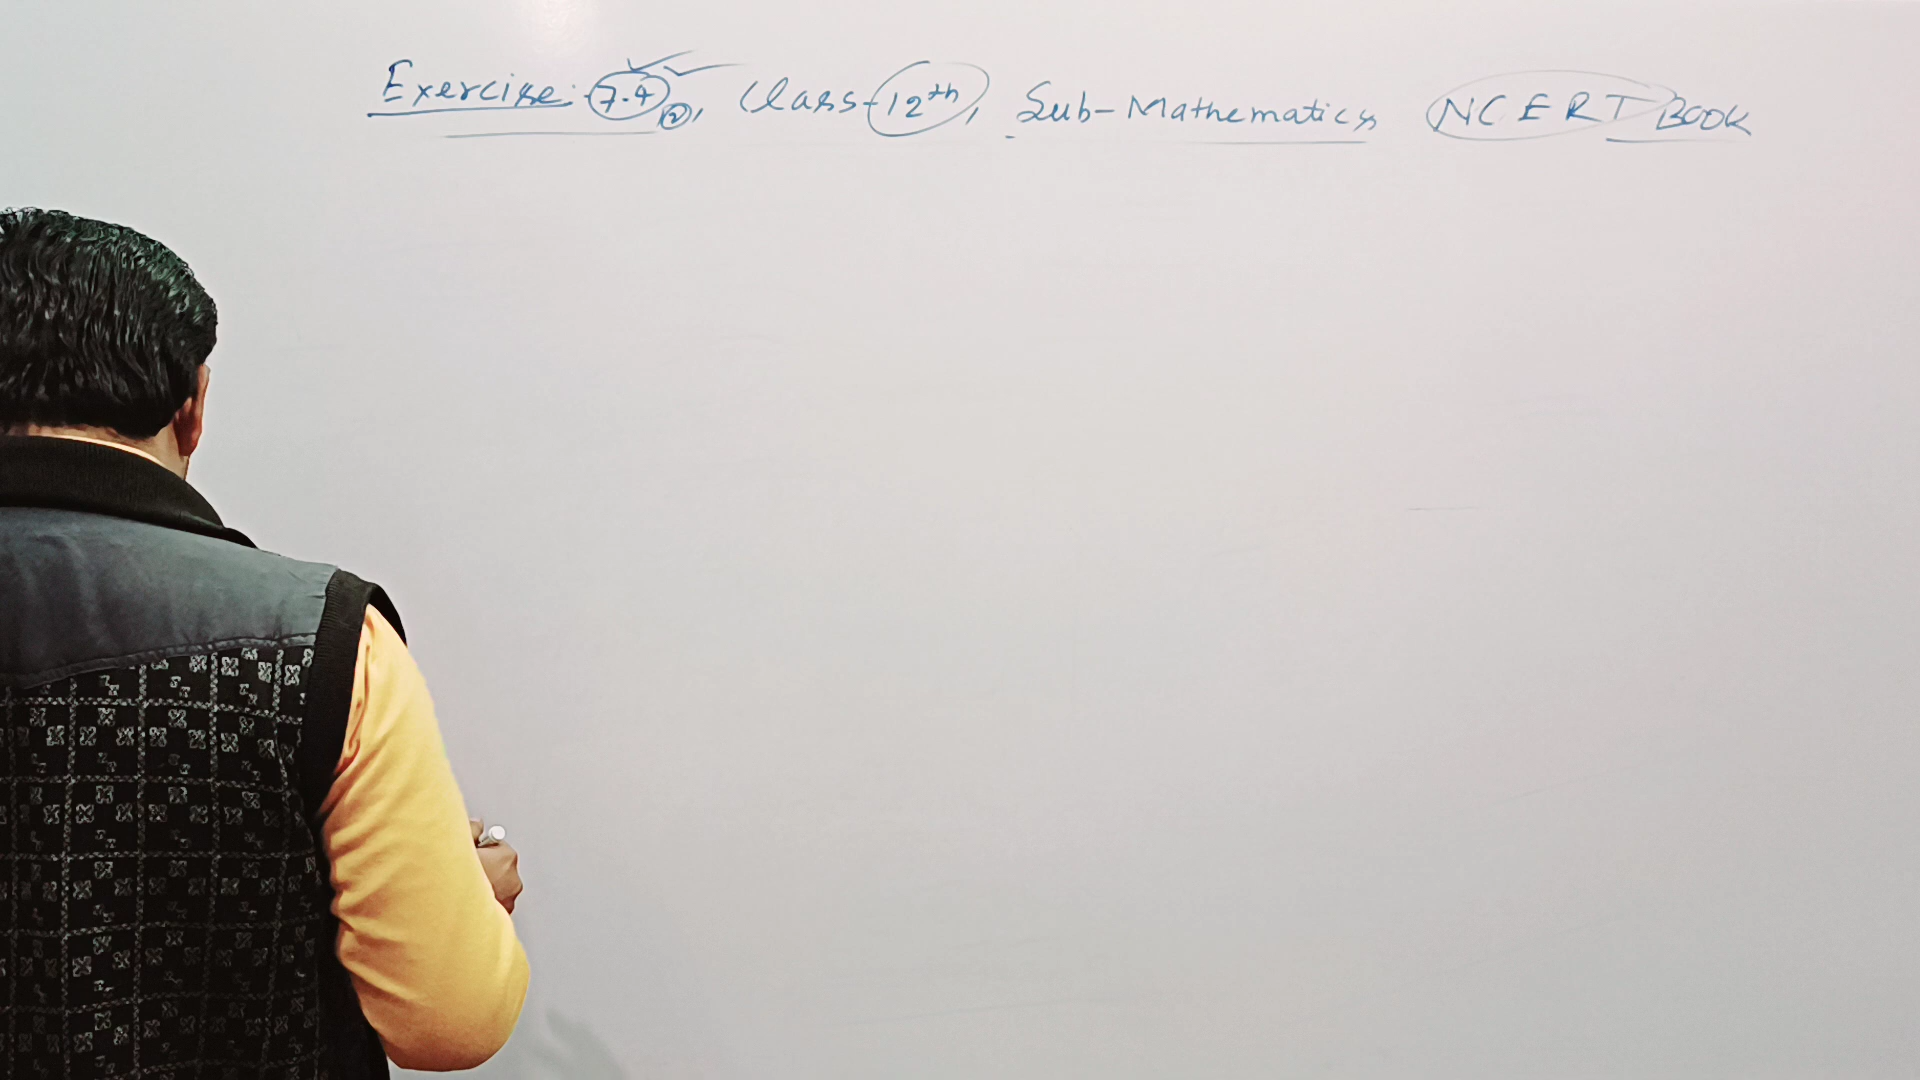 Exercise: 7.4 (2), Class-12th, Sub-Mathematics NCERT BOOK